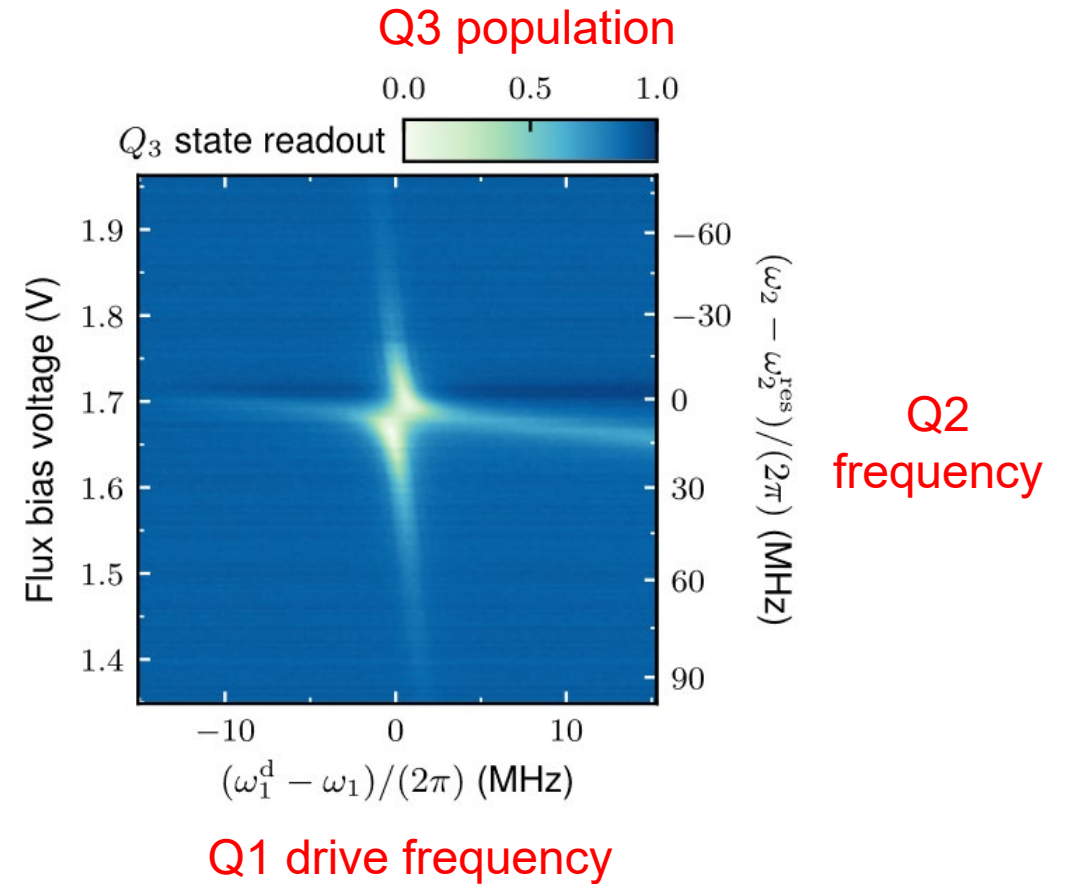 Q3 population
0.0 0.5 1.0
Q₃ state readout
Flux bias voltage (V)
1.9
1.8
1.7
1.6
1.5
1.4
−60
−30
0
30
60
90
(ω₂ − ω₂^res)/(2π) (MHz)
Q2
frequency
−10 0 10
(ω₁^d − ω₁)/(2π) (MHz)
Q1 drive frequency